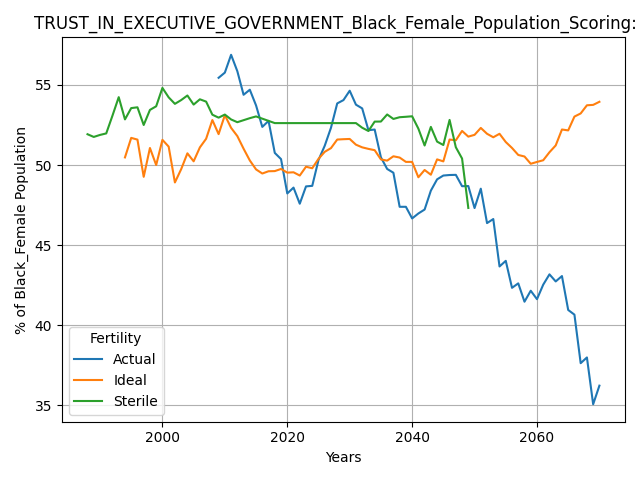 TRUST_IN_EXECUTIVE_GOVERNMENT_Black_Female_Population_Scoring:
% of Black_Female Population
55
50
45
40
35
Fertility
Actual
Ideal
Sterile
2000 2020 2040 2060
Years